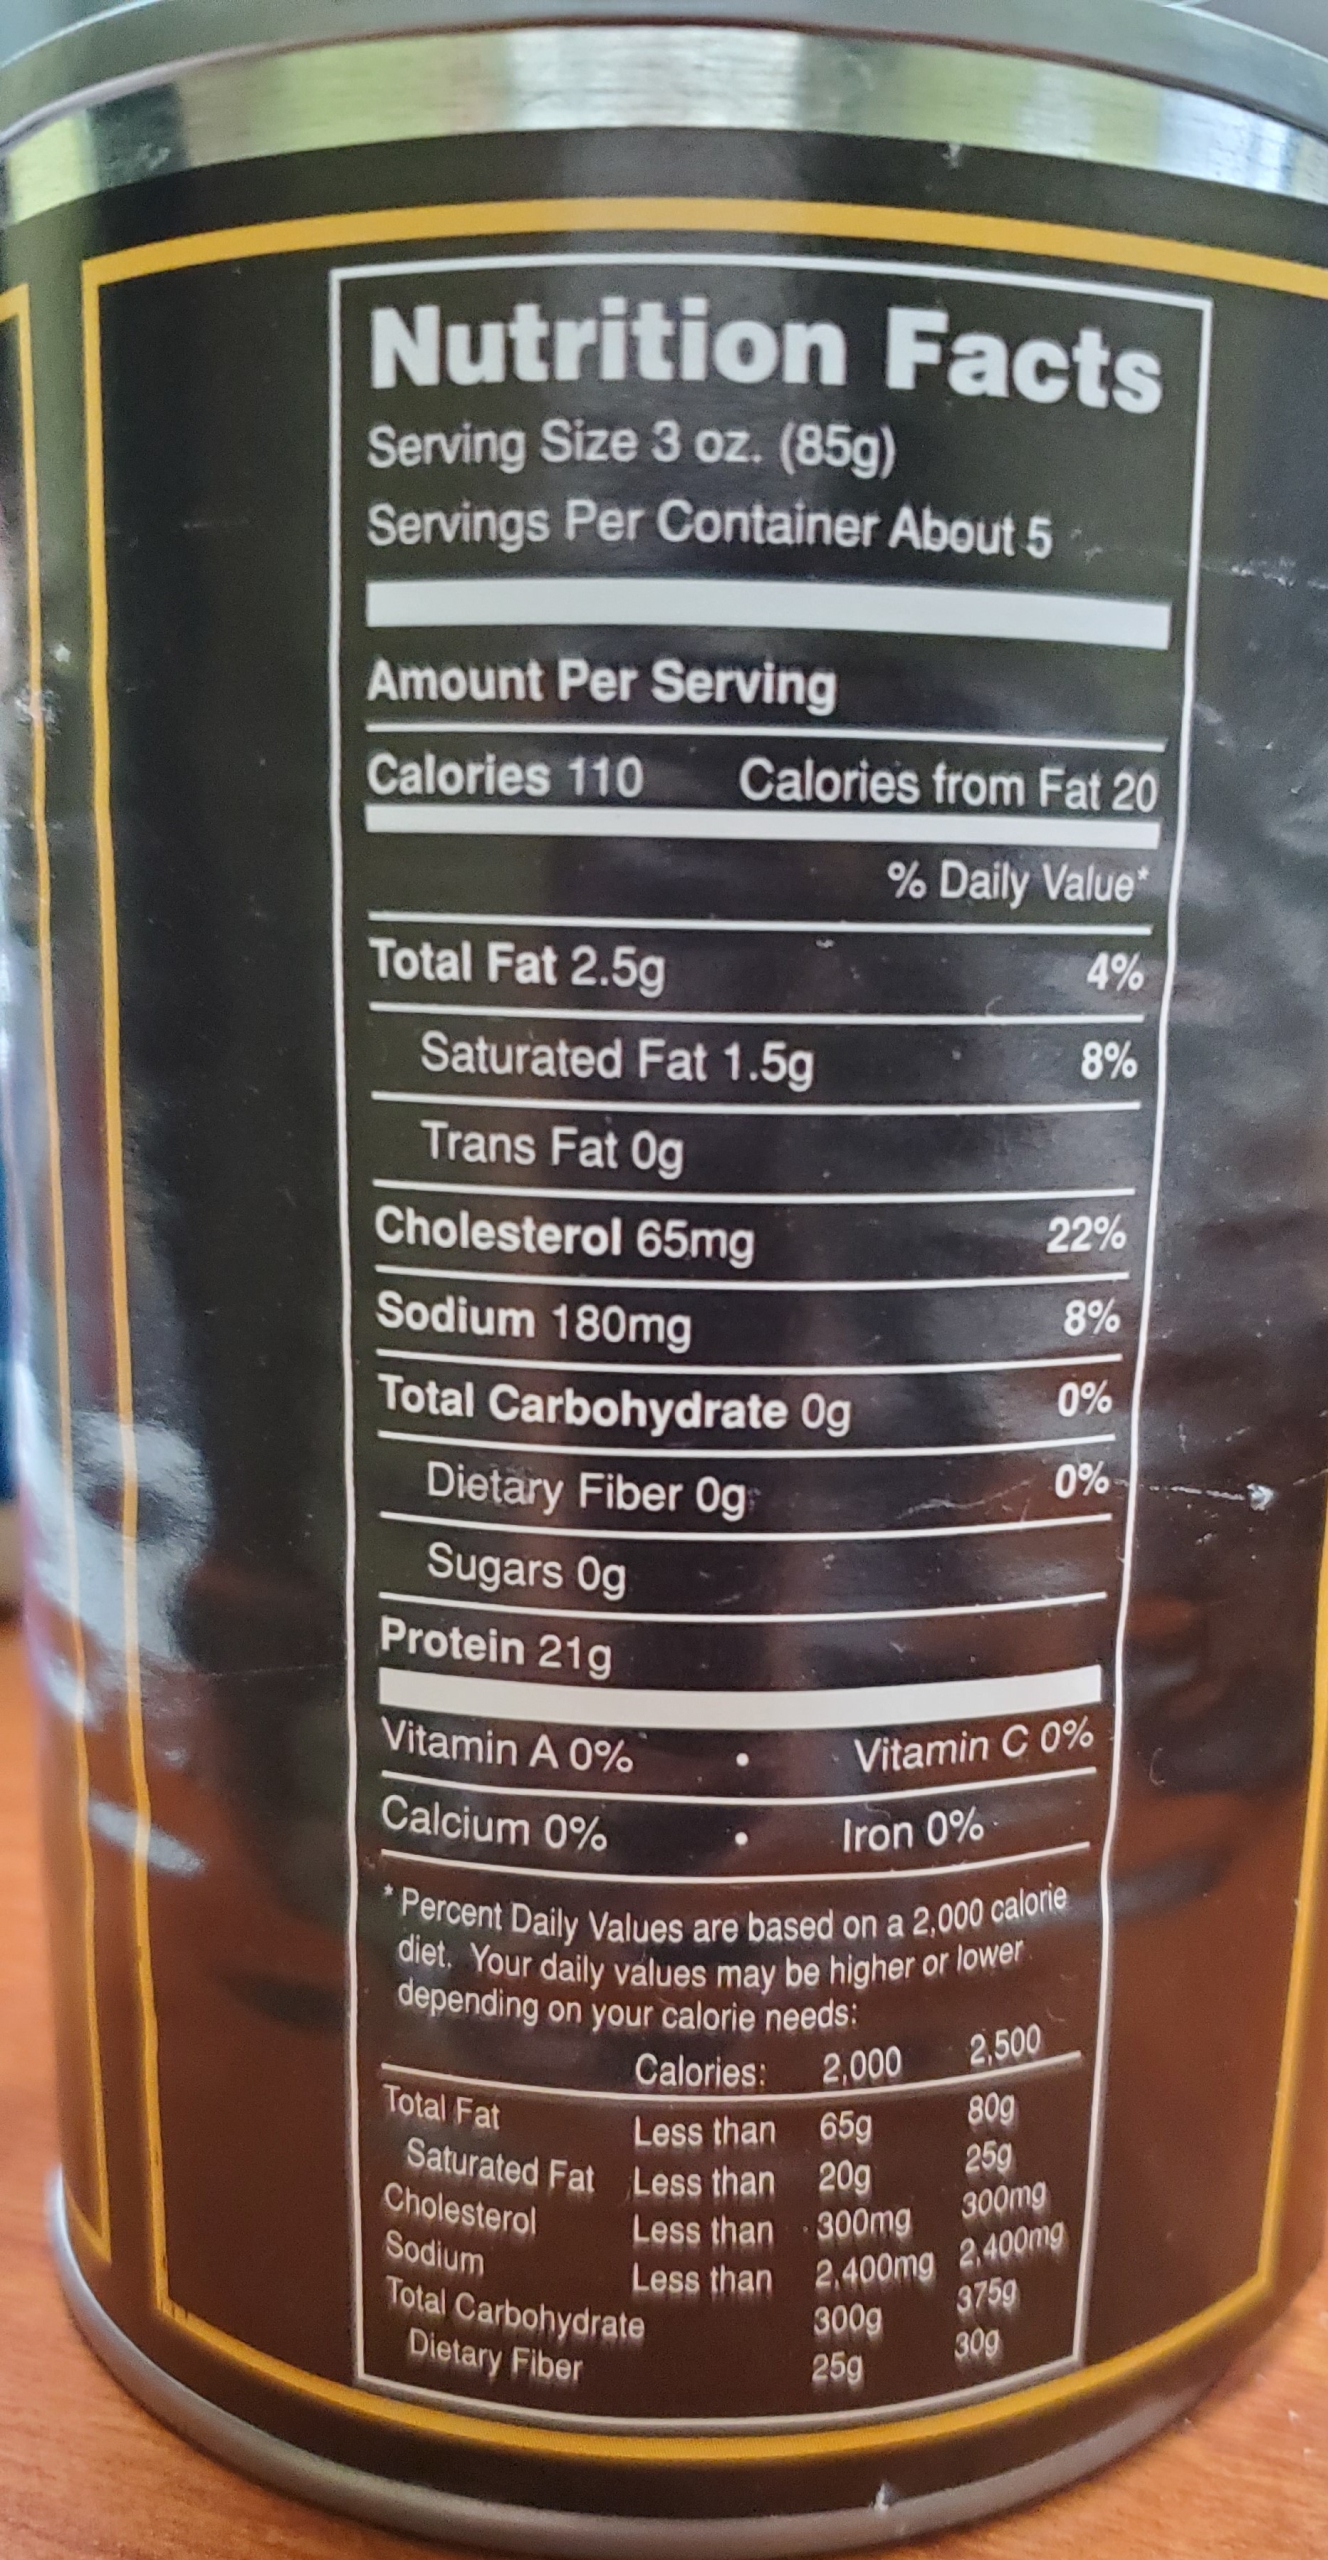 Nutrition Facts
Serving Size 3 oz. (85g)
Servings Per Container About 5
Amount Per Serving
Calories 110 Calories from Fat 20
% Daily Value*
Total Fat 2.5g 4%
Saturated Fat 1.5g 8%
Trans Fat 0g
Cholesterol 65mg 22%
Sodium 180mg 8%
Total Carbohydrate 0g 0%
Dietary Fiber 0g 0%
Sugars 0g
Protein 21g
Vitamin A 0% • Vitamin C 0%
Calcium 0% • Iron 0%
* Percent Daily Values are based on a 2,000 calorie
diet. Your daily values may be higher or lower
depending on your calorie needs:
Calories: 2,000 2,500
Total Fat Less than 65g 80g
Saturated Fat Less than 20g 25g
Cholesterol Less than 300mg 300mg
Sodium Less than 2,400mg 2,400mg
Total Carbohydrate 300g 375g
Dietary Fiber 25g 30g